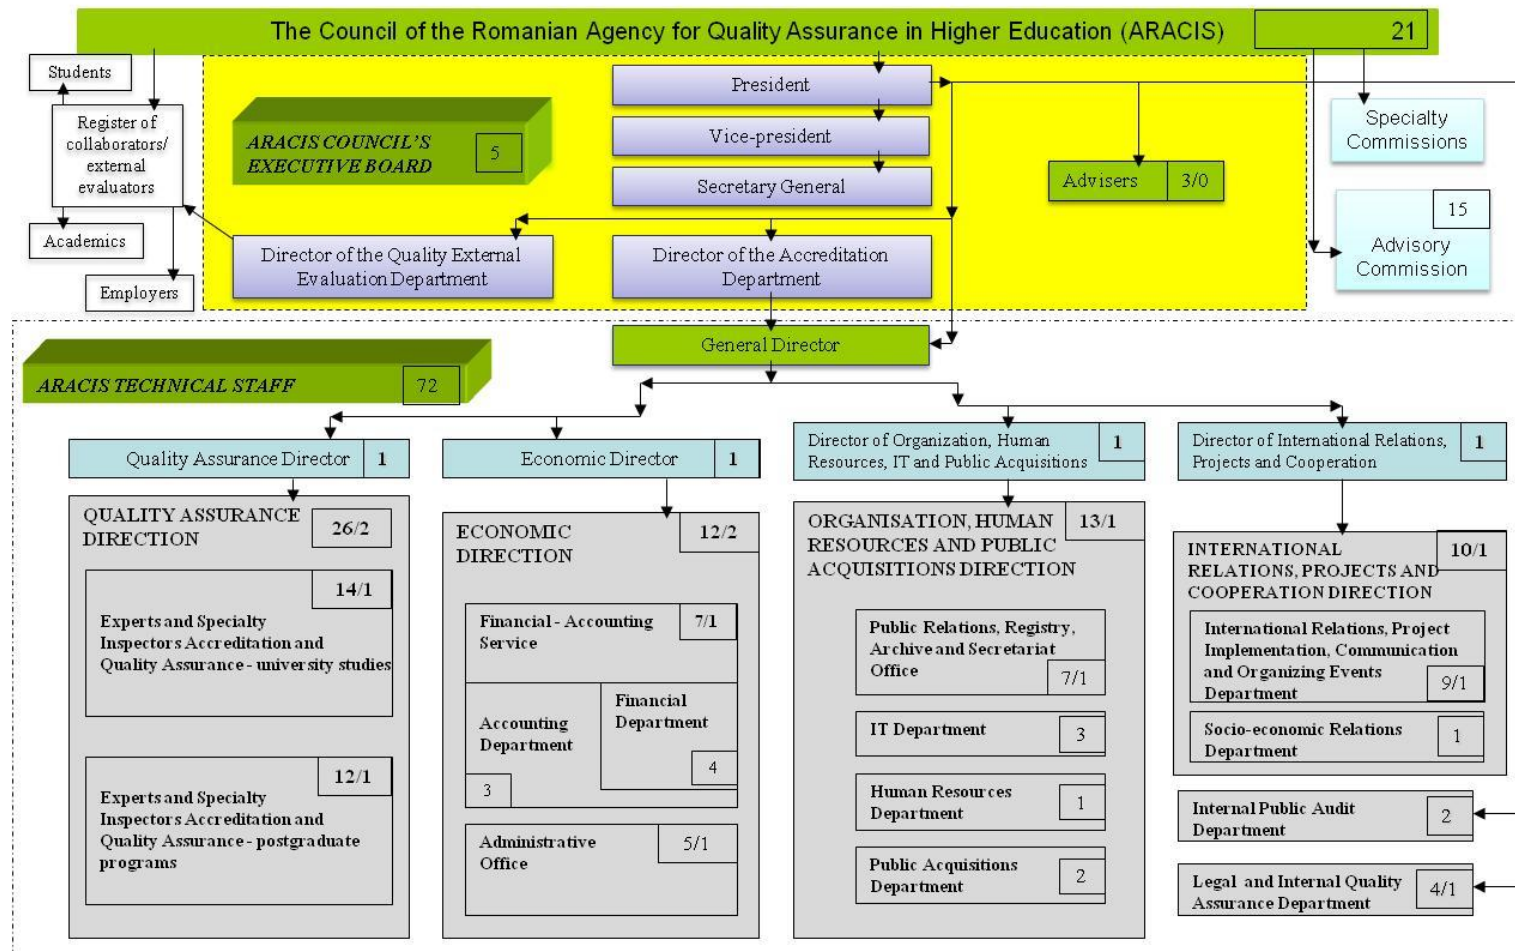 The Council of the Romanian Agency for Quality Assurance in Higher Education (ARACIS) 21
Students
Register of
collaborators/
external
evaluators
Academics
Employers
ARACIS COUNCIL'S
EXECUTIVE BOARD 5
President
Vice-president
Secretary General
Advisers 3/0
Director of the Quality External
Evaluation Department
Director of the Accreditation
Department
Specialty
Commissions
15
Advisory
Commission
General Director
ARACIS TECHNICAL STAFF 72
Quality Assurance Director 1
Economic Director 1
Director of Organization, Human
Resources, IT and Public Acquisitions
1
Director of International Relations,
Projects and Cooperation
1
QUALITY ASSURANCE
DIRECTION
26/2
14/1
Experts and Specialty
Inspectors Accreditation and
Quality Assurance - university studies
12/1
Experts and Specialty
Inspectors Accreditation and
Quality Assurance - postgraduate
programs
ECONOMIC
DIRECTION
12/2
Financial - Accounting
Service
7/1
Accounting
Department
3
Financial
Department
4
Administrative
Office
5/1
ORGANISATION, HUMAN
RESOURCES AND PUBLIC
ACQUISITIONS DIRECTION
13/1
Public Relations, Registry,
Archive and Secretariat
Office
7/1
IT Department 3
Human Resources
Department
1
Public Acquisitions
Department
2
INTERNATIONAL
RELATIONS, PROJECTS AND
COOPERATION DIRECTION
10/1
International Relations, Project
Implementation, Communication
and Organizing Events
Department
9/1
Socio-economic Relations
Department
1
Internal Public Audit
Department
2
Legal and Internal Quality
Assurance Department
4/1